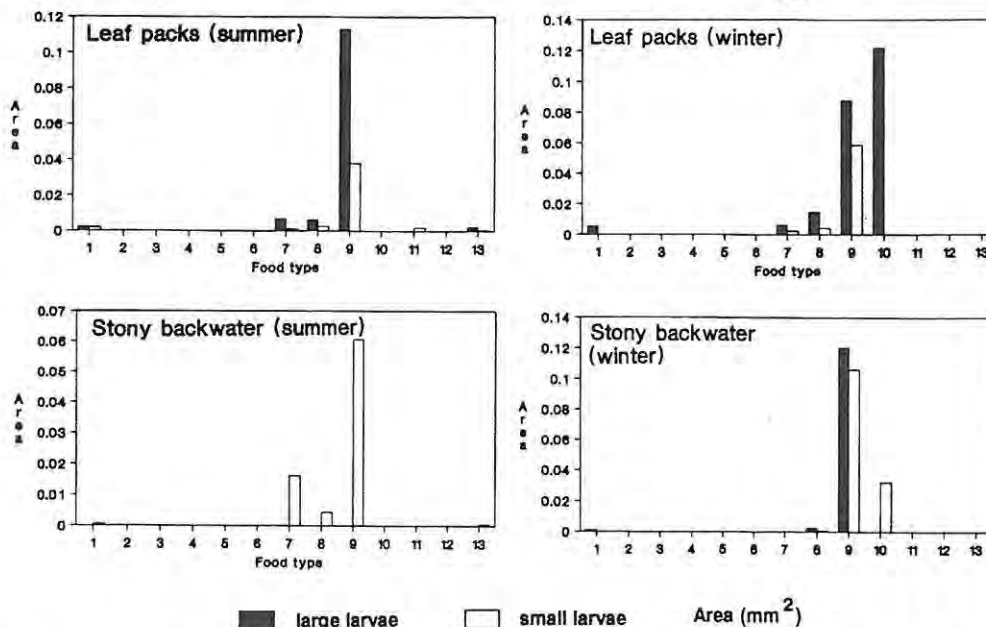 Leaf packs (summer)
0.12
0.1
0.08
0.06
0.04
0.02
0
Area
1 2 3 4 5 6 7 8 9 10 11 12 13
Food type
Leaf packs (winter)
0.14
0.12
0.1
0.08
0.06
0.04
0.02
0
Area
1 2 3 4 5 6 7 8 9 10 11 12 13
Food type
Stony backwater (summer)
0.07
0.06
0.05
0.04
0.03
0.02
0.01
0
Area
1 2 3 4 5 6 7 8 9 10 11 12 13
Food type
Stony backwater
(winter)
0.14
0.12
0.1
0.08
0.06
0.04
0.02
0
Area
1 2 3 4 5 6 7 8 9 10 11 12 13
large larvae small larvae Area (mm²)